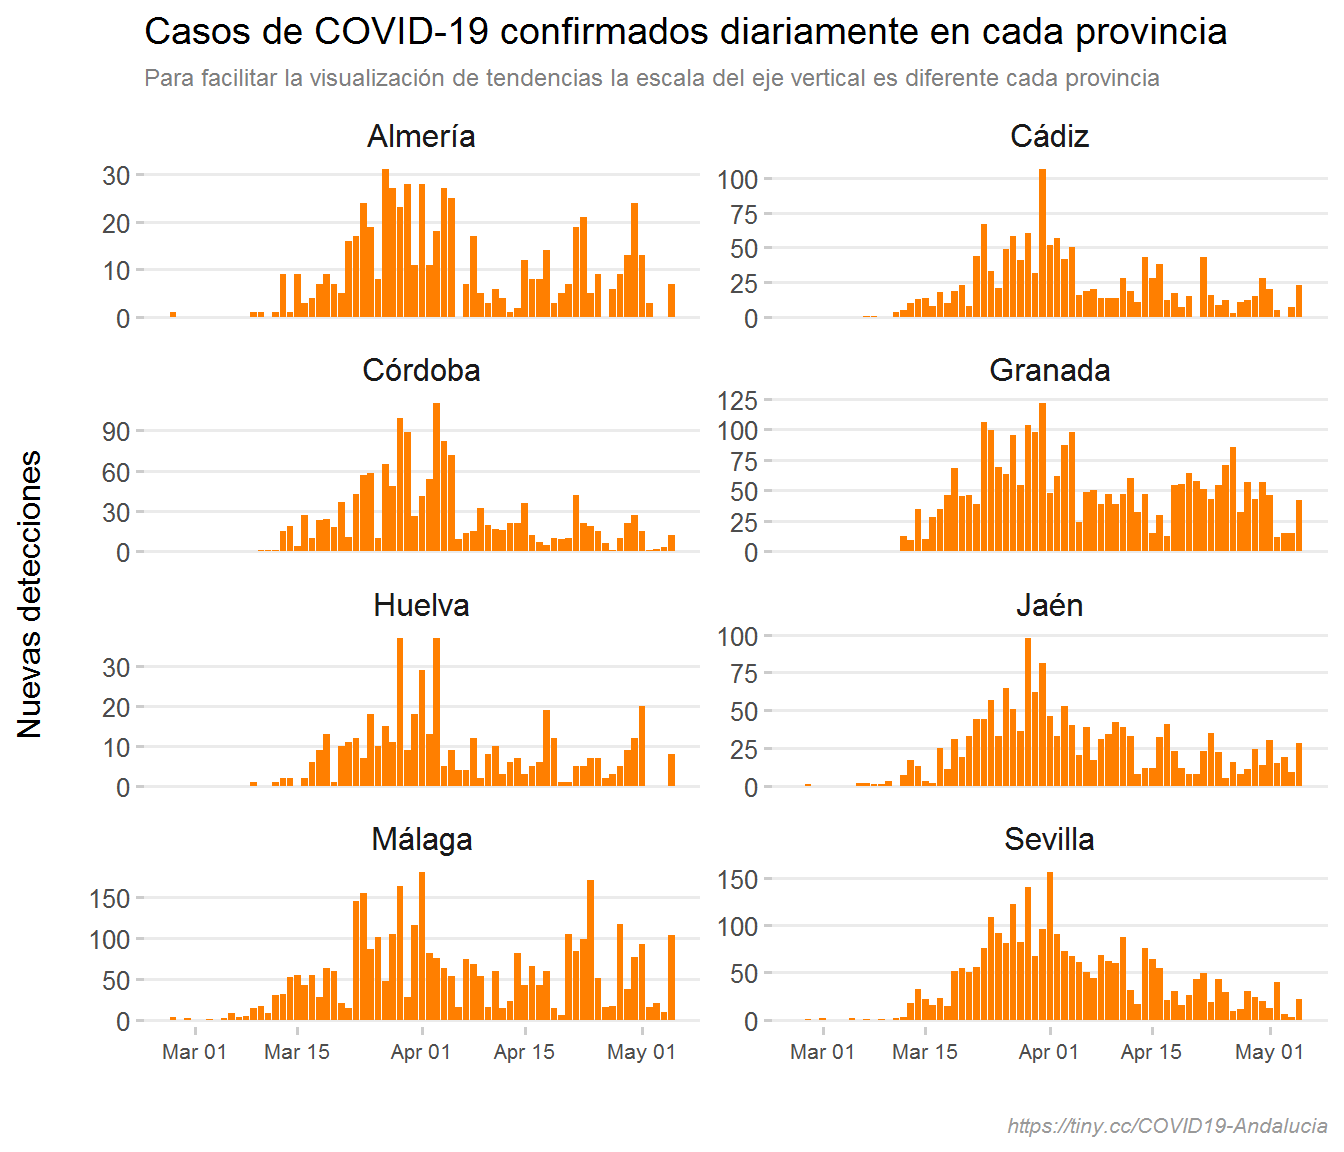 Casos de COVID-19 confirmados diariamente en cada provincia
Para facilitar la visualización de tendencias la escala del eje vertical es diferente cada provincia
Nuevas detecciones
Almería
30
20
10
0
Cádiz
100
75
50
25
0
Córdoba
90
60
30
0
Granada
125
100
75
50
25
0
Huelva
30
20
10
0
Jaén
100
75
50
25
0
Málaga
150
100
50
0
Mar 01 Mar 15 Apr 01 Apr 15 May 01
Sevilla
150
100
50
0
Mar 01 Mar 15 Apr 01 Apr 15 May 01
https://tiny.cc/COVID19-Andalucia